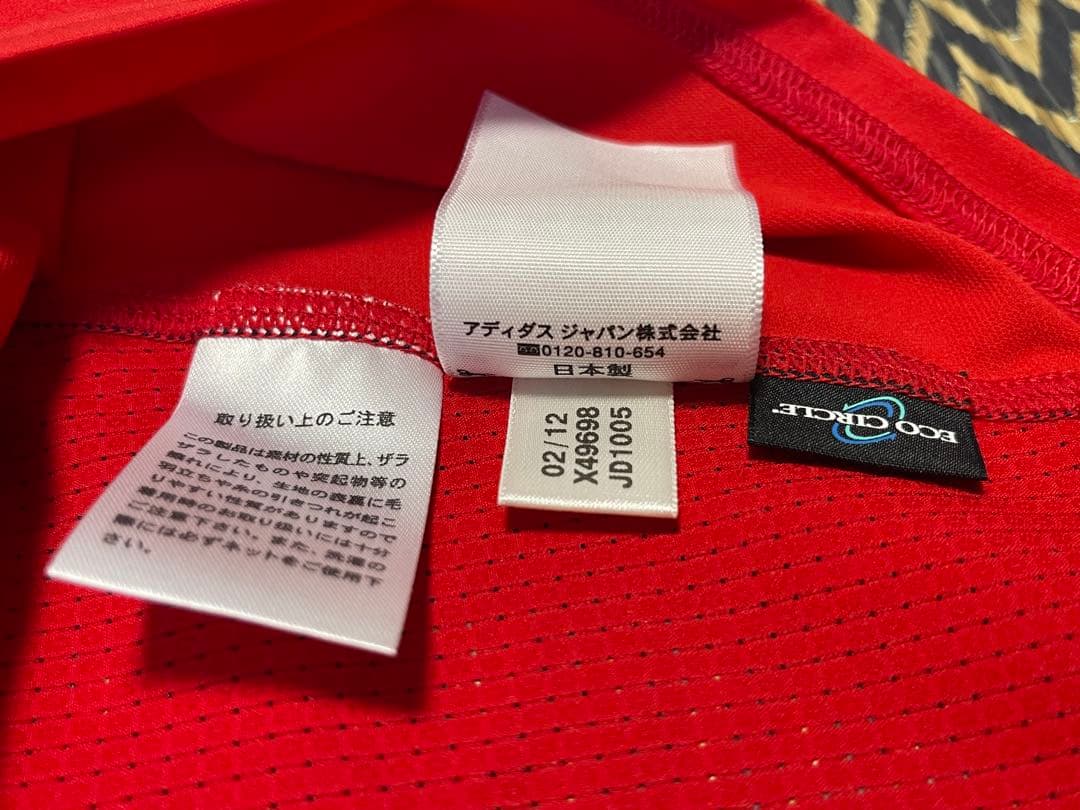 アディダス ジャパン株式会社
0120-810-654
日本製
取り扱い上のご注意
この製品は素材の性質上、ザラ
ザラしたものや突起物等の
擦れにより、生地の表裏に毛
羽立ちや糸の引きつれが起こ
りやすい性質がありますので
着用時のお取り扱いには十分
ご注意下さい。また、洗濯の
際には必ずネットをご使用下
さい。
02/12
X49698
JD1005
ECO CIRCLE